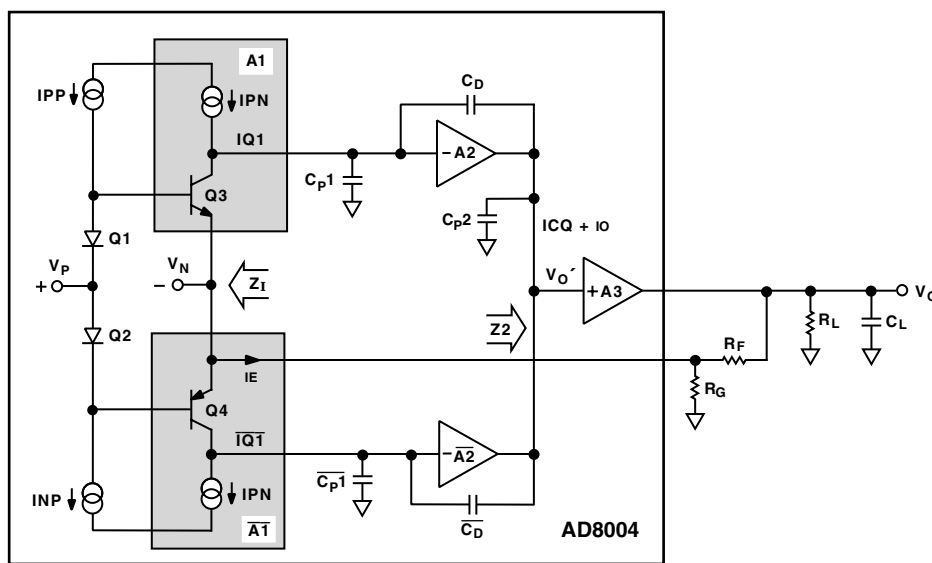 A1
IPP
IPN
IQ1
Q3
CP1
CD
–A2
CP2
ICQ + IO
Q1
VP
+
VN
–
ZI
Q2
Z2
VO´
+A3
VO
RL
CL
RF
RG
IE
Q4
IQ1
CP1
–A2
CD
INP
IPN
A1
AD8004